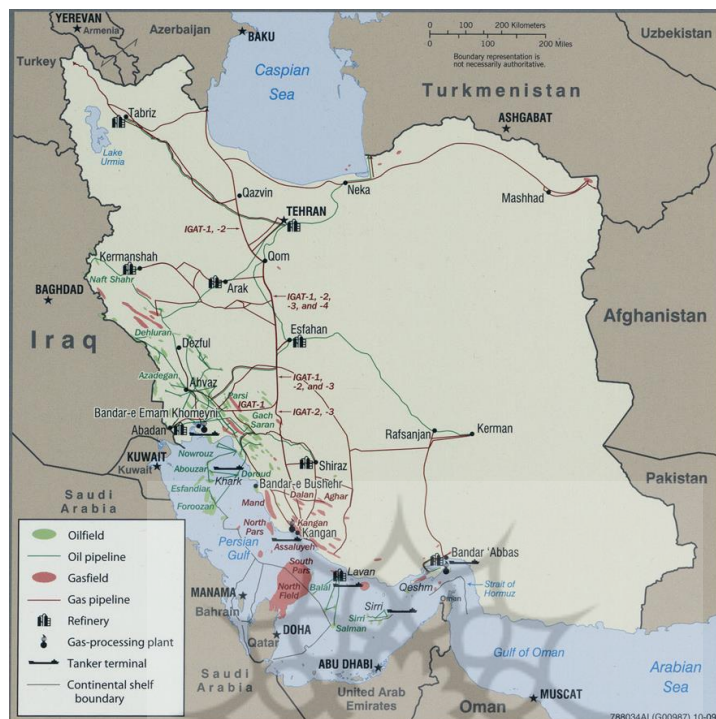 YEREVAN
Armenia
Azerbaijan
BAKU
Turkey
Caspian
Sea
0 100 200 Kilometers
0 100 200 Miles
Boundary representation is
not necessarily authoritative.
Uzbekistan
Turkmenistan
ASHGABAT
Tabriz
Lake
Urmia
Qazvin
Neka
Mashhad
TEHRAN
IGAT-1, -2
Kermanshah
Qom
Naft Shahr
Arak
BAGHDAD
IGAT-1, -2,
-3, and -4
Afghanistan
Iraq
Dehluran
Esfahan
Dezful
Azadegan
Ahvaz
IGAT-1,
-2, and -3
Parsi
IGAT-1
Bandar-e Emam Khomeyni
Gach
Saran
IGAT-2, -3
Abadan
Rafsanjan
Kerman
KUWAIT
Kuwait
Nowrouz
Abouzar
Doroud
Shiraz
Khark
Bandar-e Bushehr
Pakistan
Saudi
Arabia
Esfandiar
Foroozan
Dalan
Aghar
Mand
Kangan
Kangan
North
Pars
Persian
Gulf
Assaluyeh
South
Pars
North
Field
Lavan
Bandar 'Abbas
Qeshm
Strait of
Hormuz
Oman
MANAMA
Bahrain
Balal
Sirri
Sirri
Salman
Qatar
DOHA
Gulf of Oman
ABU DHABI
Saudi
Arabia
United Arab
Emirates
Oman
MUSCAT
Arabian
Sea
Oilfield
Oil pipeline
Gasfield
Gas pipeline
Refinery
Gas-processing plant
Tanker terminal
Continental shelf
boundary